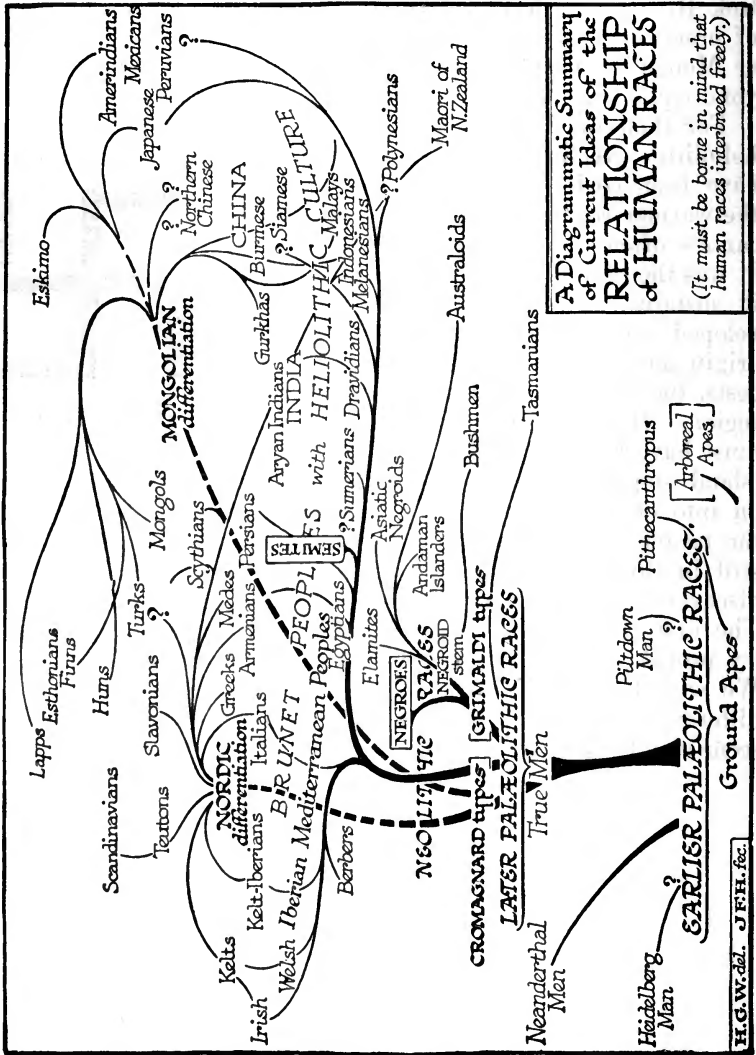 A Diagrammatic Summary
of Current Ideas of the
RELATIONSHIP
of HUMAN RACES
(It must be borne in mind that
human races interbreed freely.)
Eskimo
Amerindians
Mexicans
Peruvians
?
Japanese
?
?
Northern
Chinese
MONGOLIAN
differentiation
CHINA
Burmese
? Siamese
Gurkhas
Malays
Indonesians
Melanesians
? Polynesians
Maori of
N Zealand
Lapps
Esthonians
Finns
Huns
Turks
?
Mongols
Scythians
Slavonians
Scandinavians
Teutons
NORDIC
differentiation
Greeks
Italians
Medes
Armenians
Persians
Aryan Indians
INDIA
Kelts
Kelt-Iberians
Irish
Welsh
BRUNET PEOPLES with HELIOLITHIC CULTURE
Iberian Mediterranean Peoples
SEMITES
Egyptians
? Sumerians
Dravidians
Berbers
Elamites
Asiatic
Negroids
Andaman
Islanders
Australoids
Bushmen
Tasmanians
NEGROES
NEGROID
stem
NEOLITHIC RACES
CROMAGNARD types
[GRIMALDI types
LATER PALÆOLITHIC RACES
True Men
Neanderthal
Men
Heidelberg
Man
?
Piltdown
Man
?
Pithecanthropus
[Arboreal
Apes]
EARLIER PALÆOLITHIC RACES
Ground Apes
H.G.W. del. J.F.H. fec.